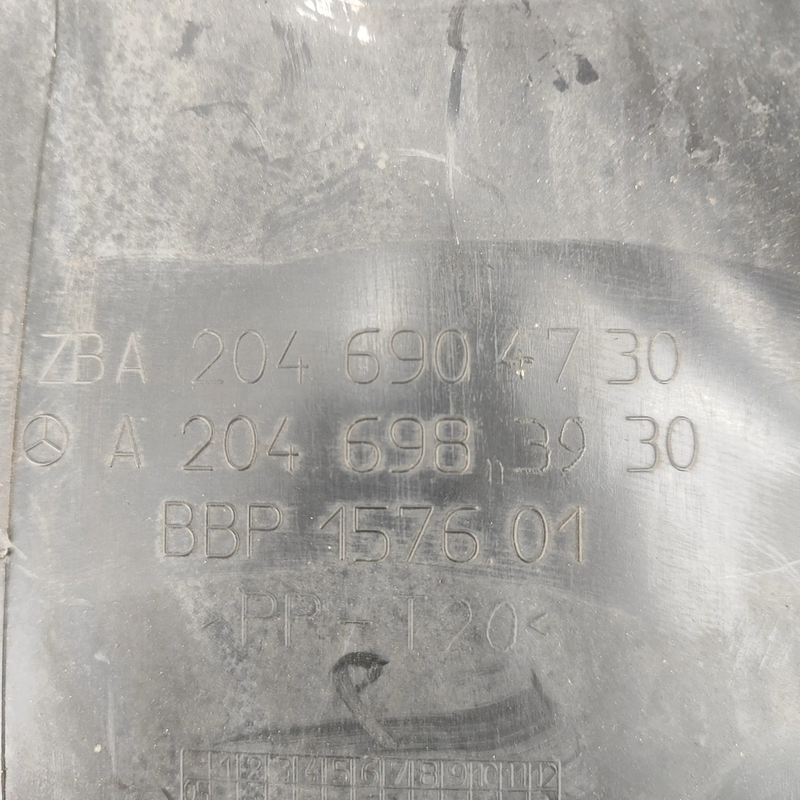 ZBA 204 690 47 30
A 204 698 39 30
BBP 1576 01
>PP-T20<
1 2 3 4 5 6 7 8 9 10 11 12